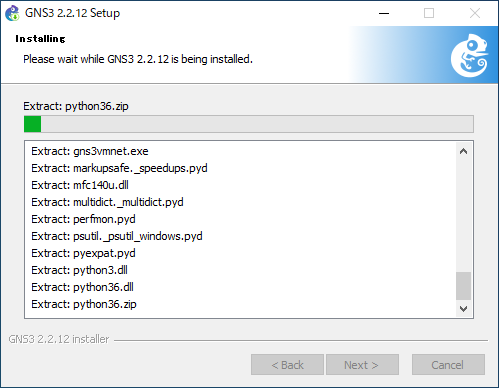 GNS3 2.2.12 Setup
Installing
Please wait while GNS3 2.2.12 is being installed.
Extract: python36.zip
Extract: gns3vmnet.exe
Extract: markupsafe._speedups.pyd
Extract: mfc140u.dll
Extract: multidict._multidict.pyd
Extract: perfmon.pyd
Extract: psutil._psutil_windows.pyd
Extract: pyexpat.pyd
Extract: python3.dll
Extract: python36.dll
Extract: python36.zip
GNS3 2.2.12 installer
< Back
Next >
Cancel